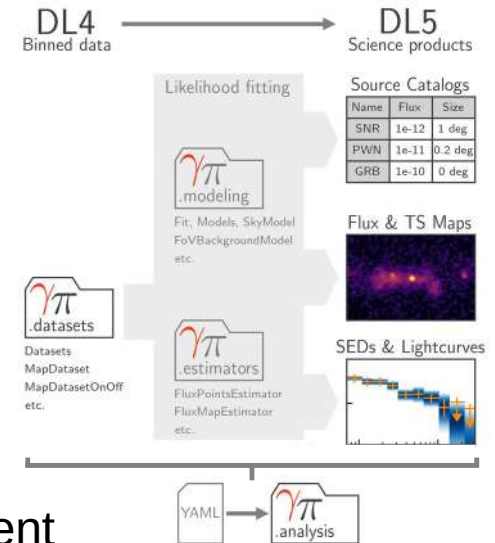 DL4
Binned data
DL5
Science products
Likelihood fitting
γπ
.modeling
Fit, Models, SkyModel
FoVBackgroundModel
etc.
γπ
.datasets
Datasets
MapDataset
MapDatasetOnOff
etc.
γπ
.estimators
FluxPointsEstimator
FluxMapEstimator
etc.
Source Catalogs
Name Flux Size
SNR 1e-12 1 deg
PWN 1e-11 0.2 deg
GRB 1e-10 0 deg
Flux & TS Maps
SEDs & Lightcurves
YAML
γπ
.analysis
ent